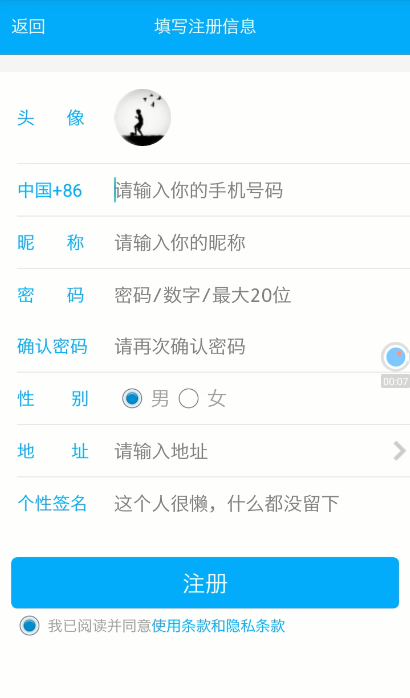 返回 填写注册信息
头 像
中国+86 请输入你的手机号码
昵 称 请输入你的昵称
密 码 密码/数字/最大20位
确认密码 请再次确认密码
00:07
性 别 男 女
地 址 请输入地址
个性签名 这个人很懒，什么都没留下
注册
我已阅读并同意使用条款和隐私条款